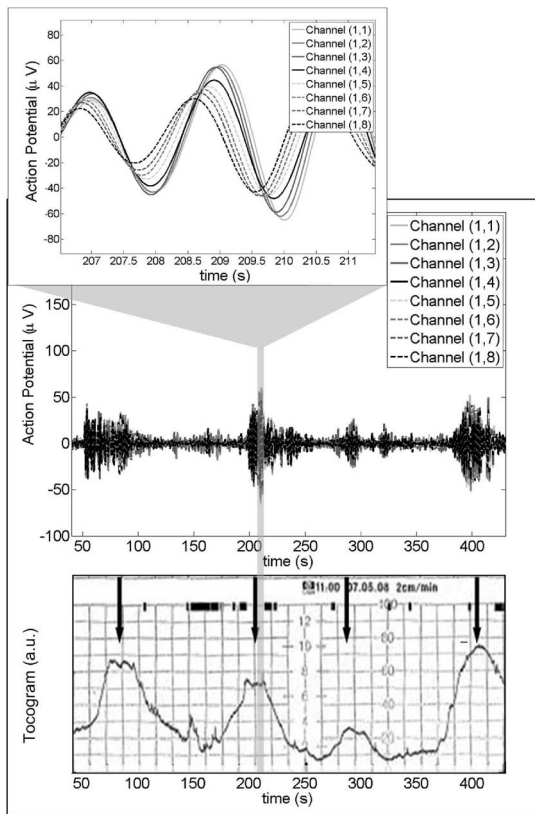 Action Potential (μ V)
80
60
40
20
0
-20
-40
-60
-80
Channel (1,1)
Channel (1,2)
Channel (1,3)
Channel (1,4)
Channel (1,5)
Channel (1,6)
Channel (1,7)
Channel (1,8)
207 207.5 208 208.5 209 209.5 210 210.5 211
time (s)
Action Potential (μ V)
150
100
50
0
-50
-100
Channel (1,1)
Channel (1,2)
Channel (1,3)
Channel (1,4)
Channel (1,5)
Channel (1,6)
Channel (1,7)
Channel (1,8)
50 100 150 200 250 300 350 400
time (s)
Tocogram (a.u.)
11:00 07.05.08 2cm/min
12 100
10 80
8 60
6
4 40
2 20
0 0
50 100 150 200 250 300 350 400
time (s)